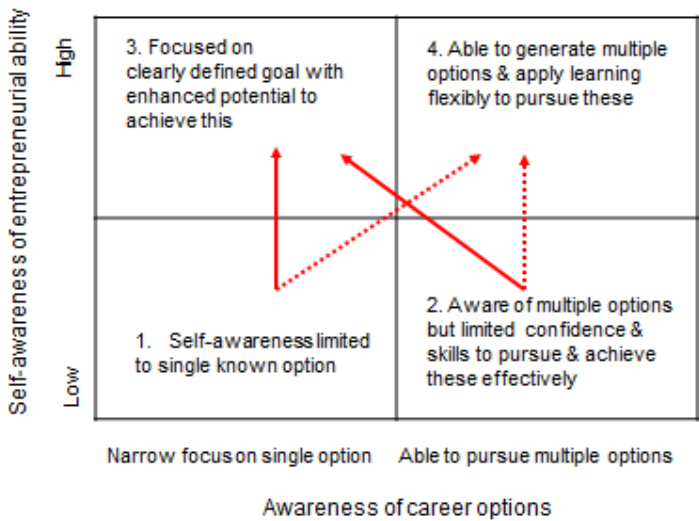 Self-awareness of entrepreneurial ability
High
Low
3. Focused on
clearly defined goal with
enhanced potential to
achieve this
4. Able to generate multiple
options & apply learning
flexibly to pursue these
1. Self-awareness limited
to single known option
2. Aware of multiple options
but limited confidence &
skills to pursue & achieve
these effectively
Narrow focus on single option
Able to pursue multiple options
Awareness of career options